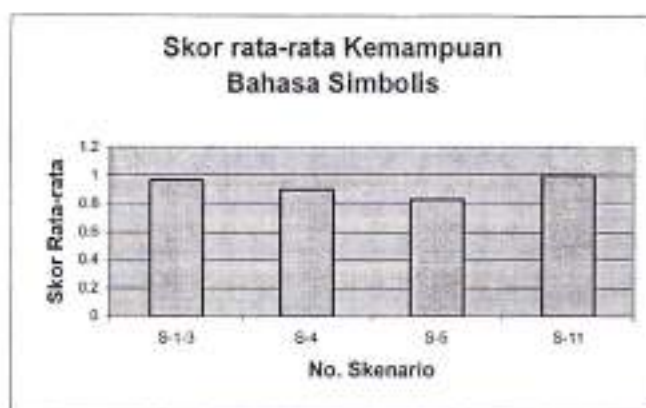 Skor rata-rata Kemampuan
Bahasa Simbolis
Skor Rata-rata
1.2
1
0.8
0.6
0.4
0.2
0
S-1-3
S-4
S-5
S-11
No. Skenario